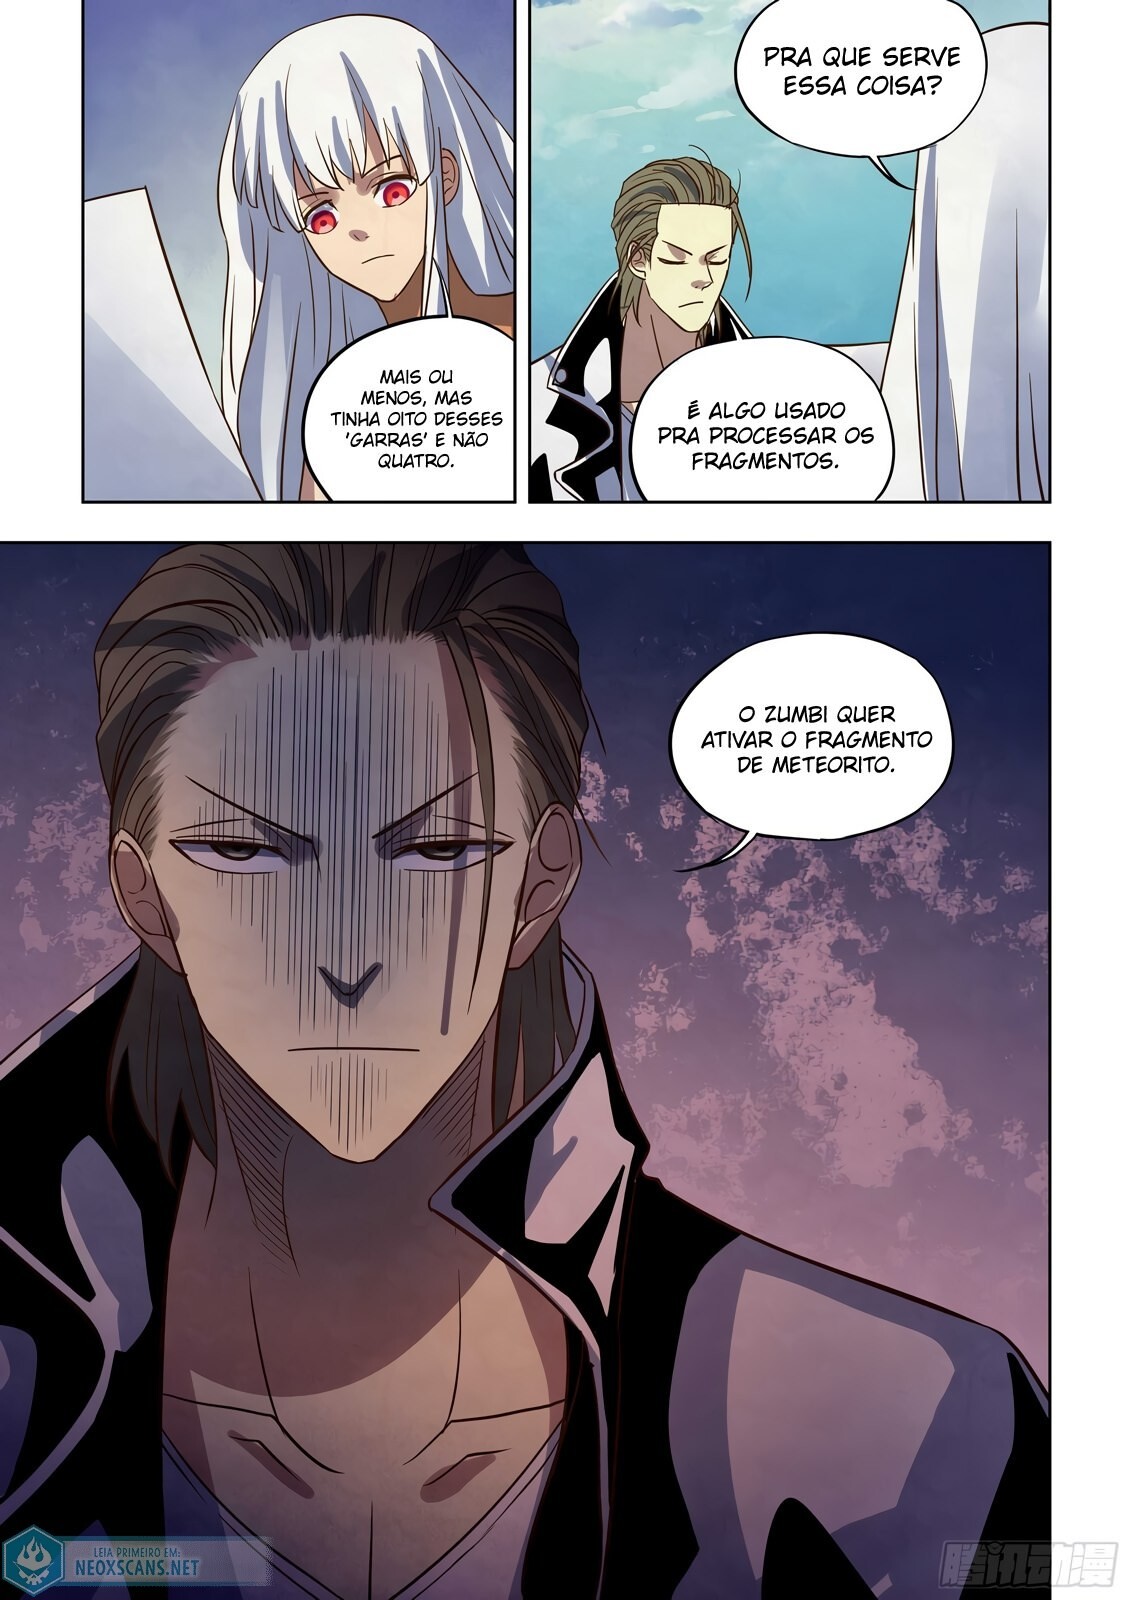 MAIS OU
MENOS, MAS
TINHA OITO DESSES
'GARRAS' E NÃO
QUATRO.
PRA QUE SERVE
ESSA COISA?
É ALGO USADO
PRA PROCESSAR OS
FRAGMENTOS.
O ZUMBI QUER
ATIVAR O FRAGMENTO
DE METEORITO.
LEIA PRIMEIRO EM:
NEOXSCANS.NET
腾讯动漫